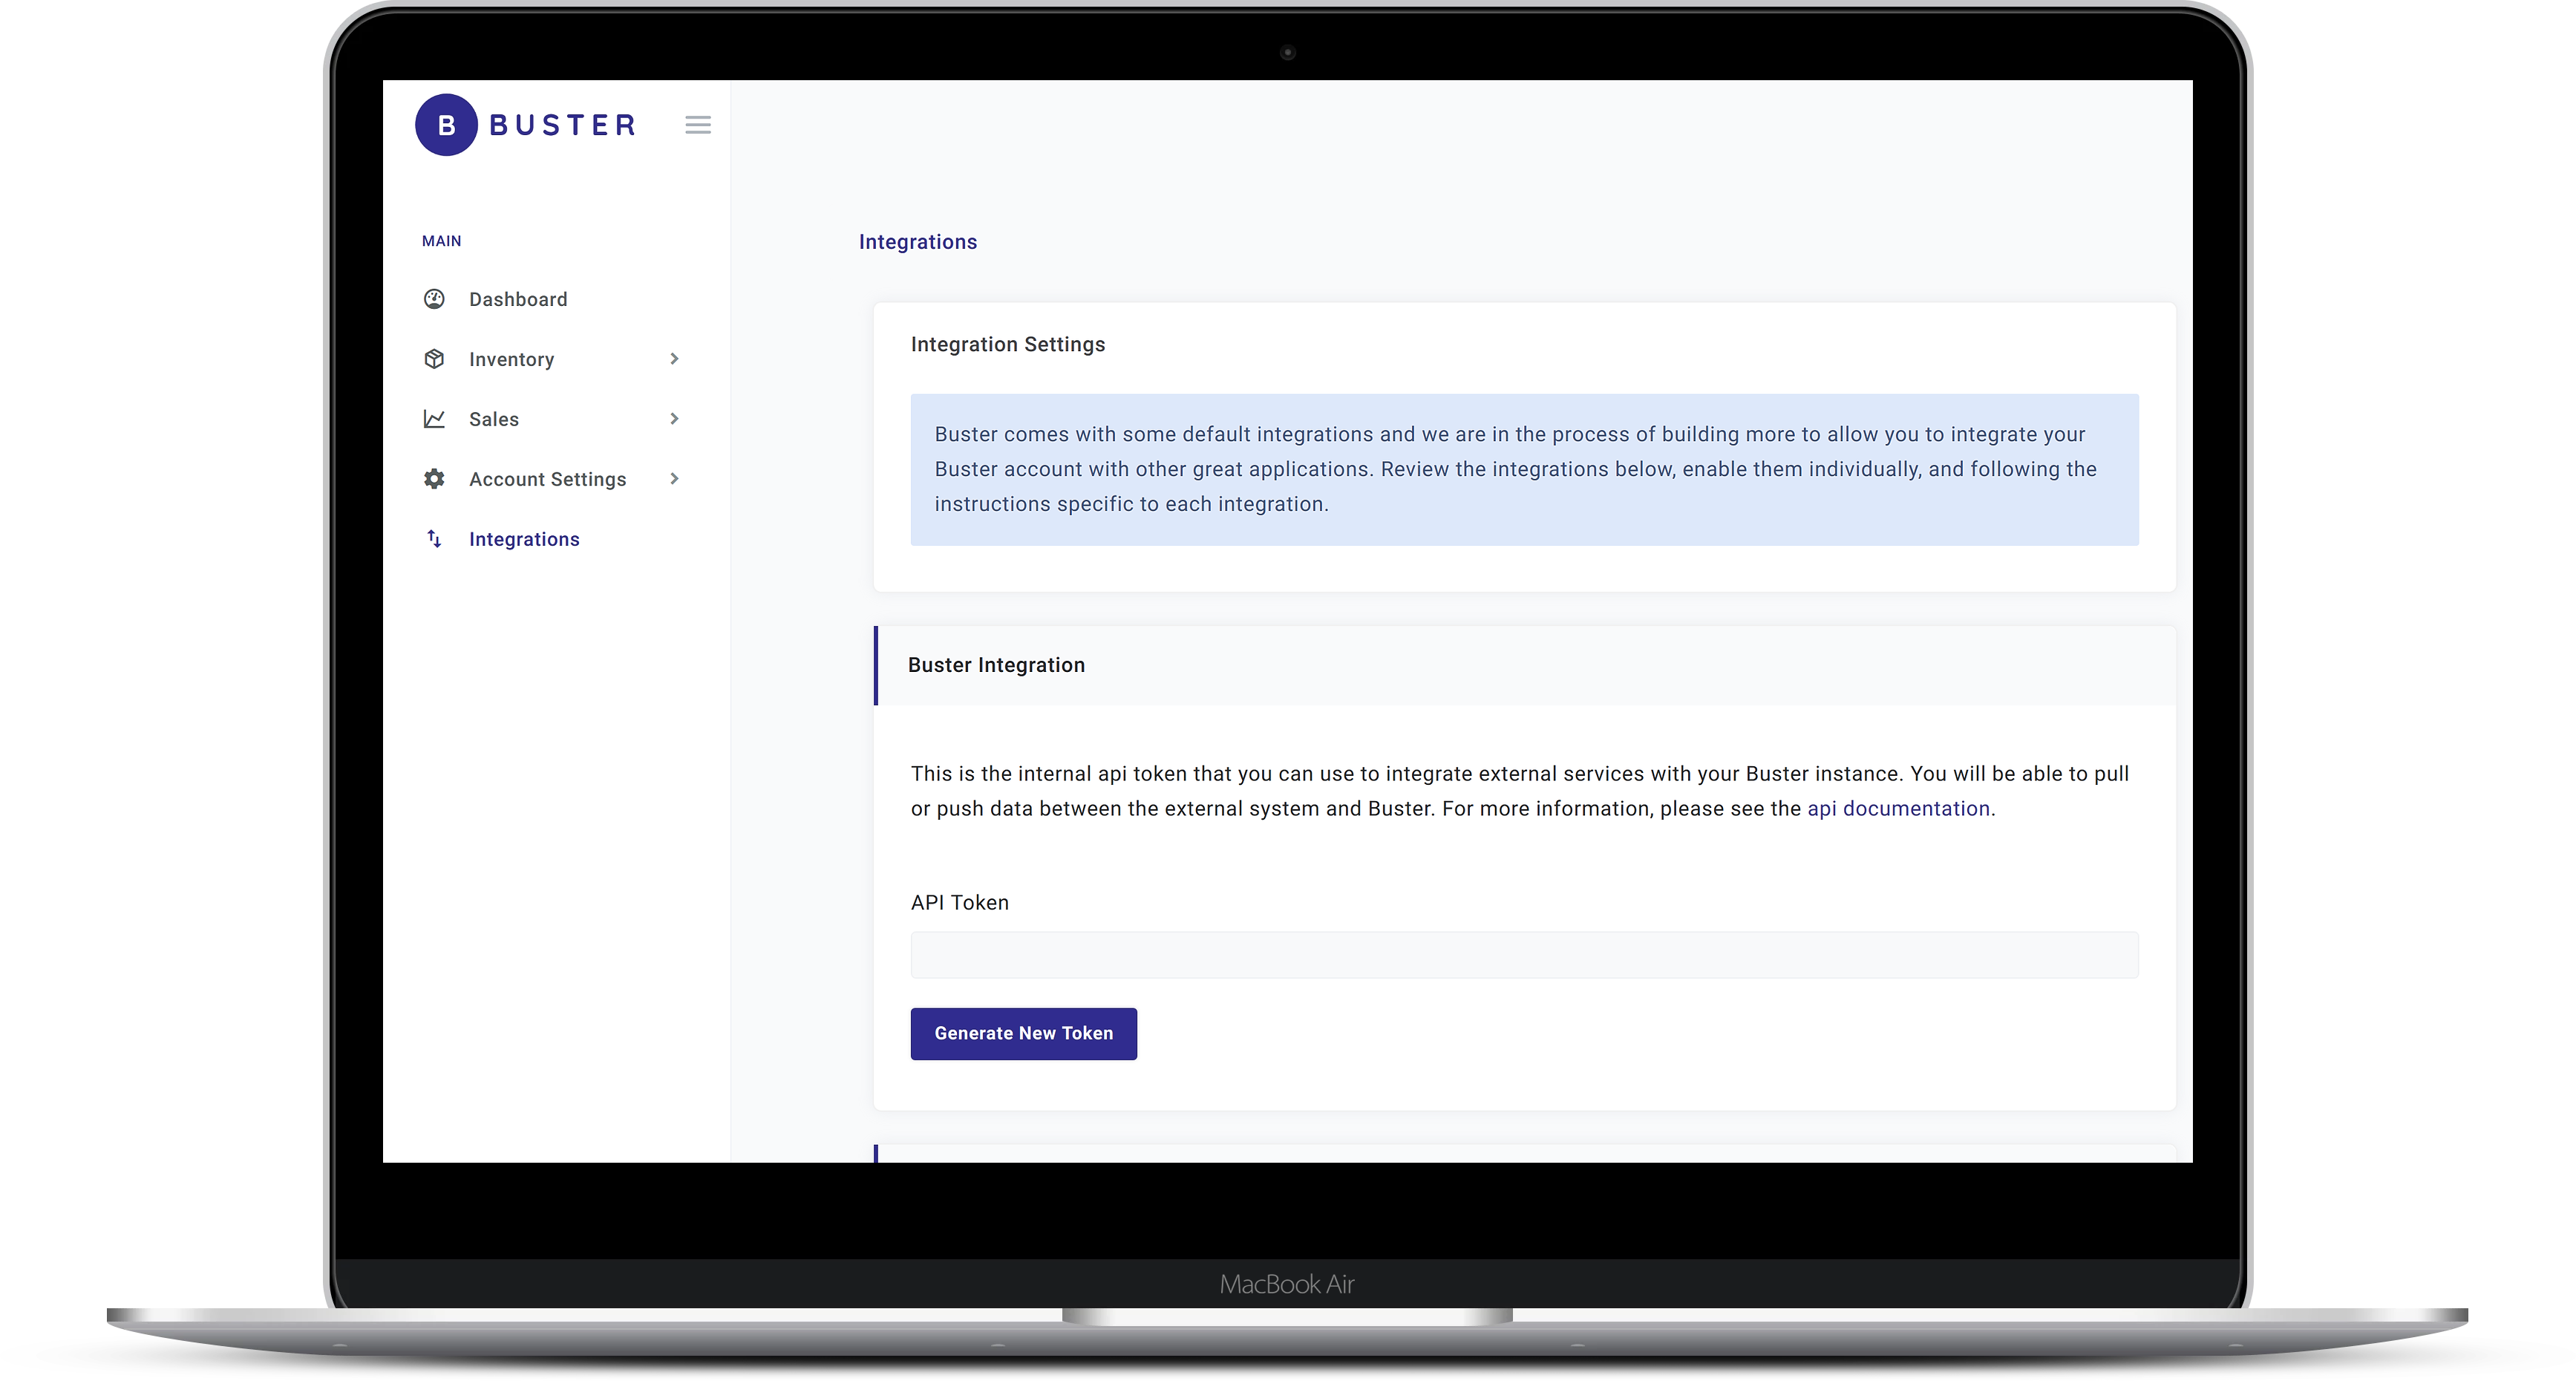 B BUSTER
MAIN
Dashboard
Inventory
Sales
Account Settings
Integrations
Integrations
Integration Settings
Buster comes with some default integrations and we are in the process of building more to allow you to integrate your
Buster account with other great applications. Review the integrations below, enable them individually, and following the
instructions specific to each integration.
Buster Integration
This is the internal api token that you can use to integrate external services with your Buster instance. You will be able to pull
or push data between the external system and Buster. For more information, please see the api documentation.
API Token
Generate New Token
MacBook Air